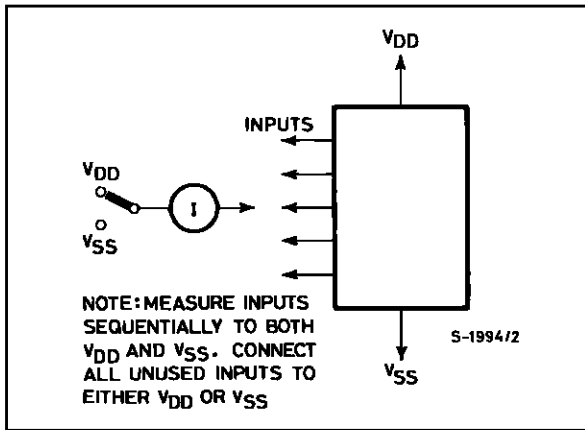 VDD
INPUTS
VDD
I
VSS
NOTE: MEASURE INPUTS
SEQUENTIALLY TO BOTH
VDD AND VSS. CONNECT
ALL UNUSED INPUTS TO
EITHER VDD OR VSS
S-1994/2
VSS